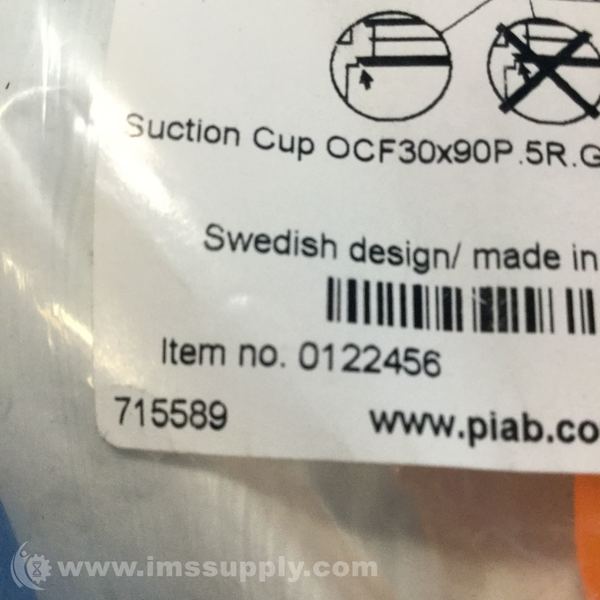 Suction Cup OCF30x90P.5R.G
Swedish design/ made in
Item no. 0122456
715589
www.piab.co
www.imssupply.com